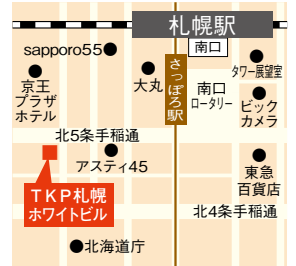 札幌駅
南口
sapporo55
さっぽろ駅
大丸
タワー展望室
京王
プラザ
ホテル
南口
ロータリー
ビック
カメラ
北5条手稲通
アスティ45
東急
百貨店
TKP札幌
ホワイトビル
北4条手稲通
北海道庁